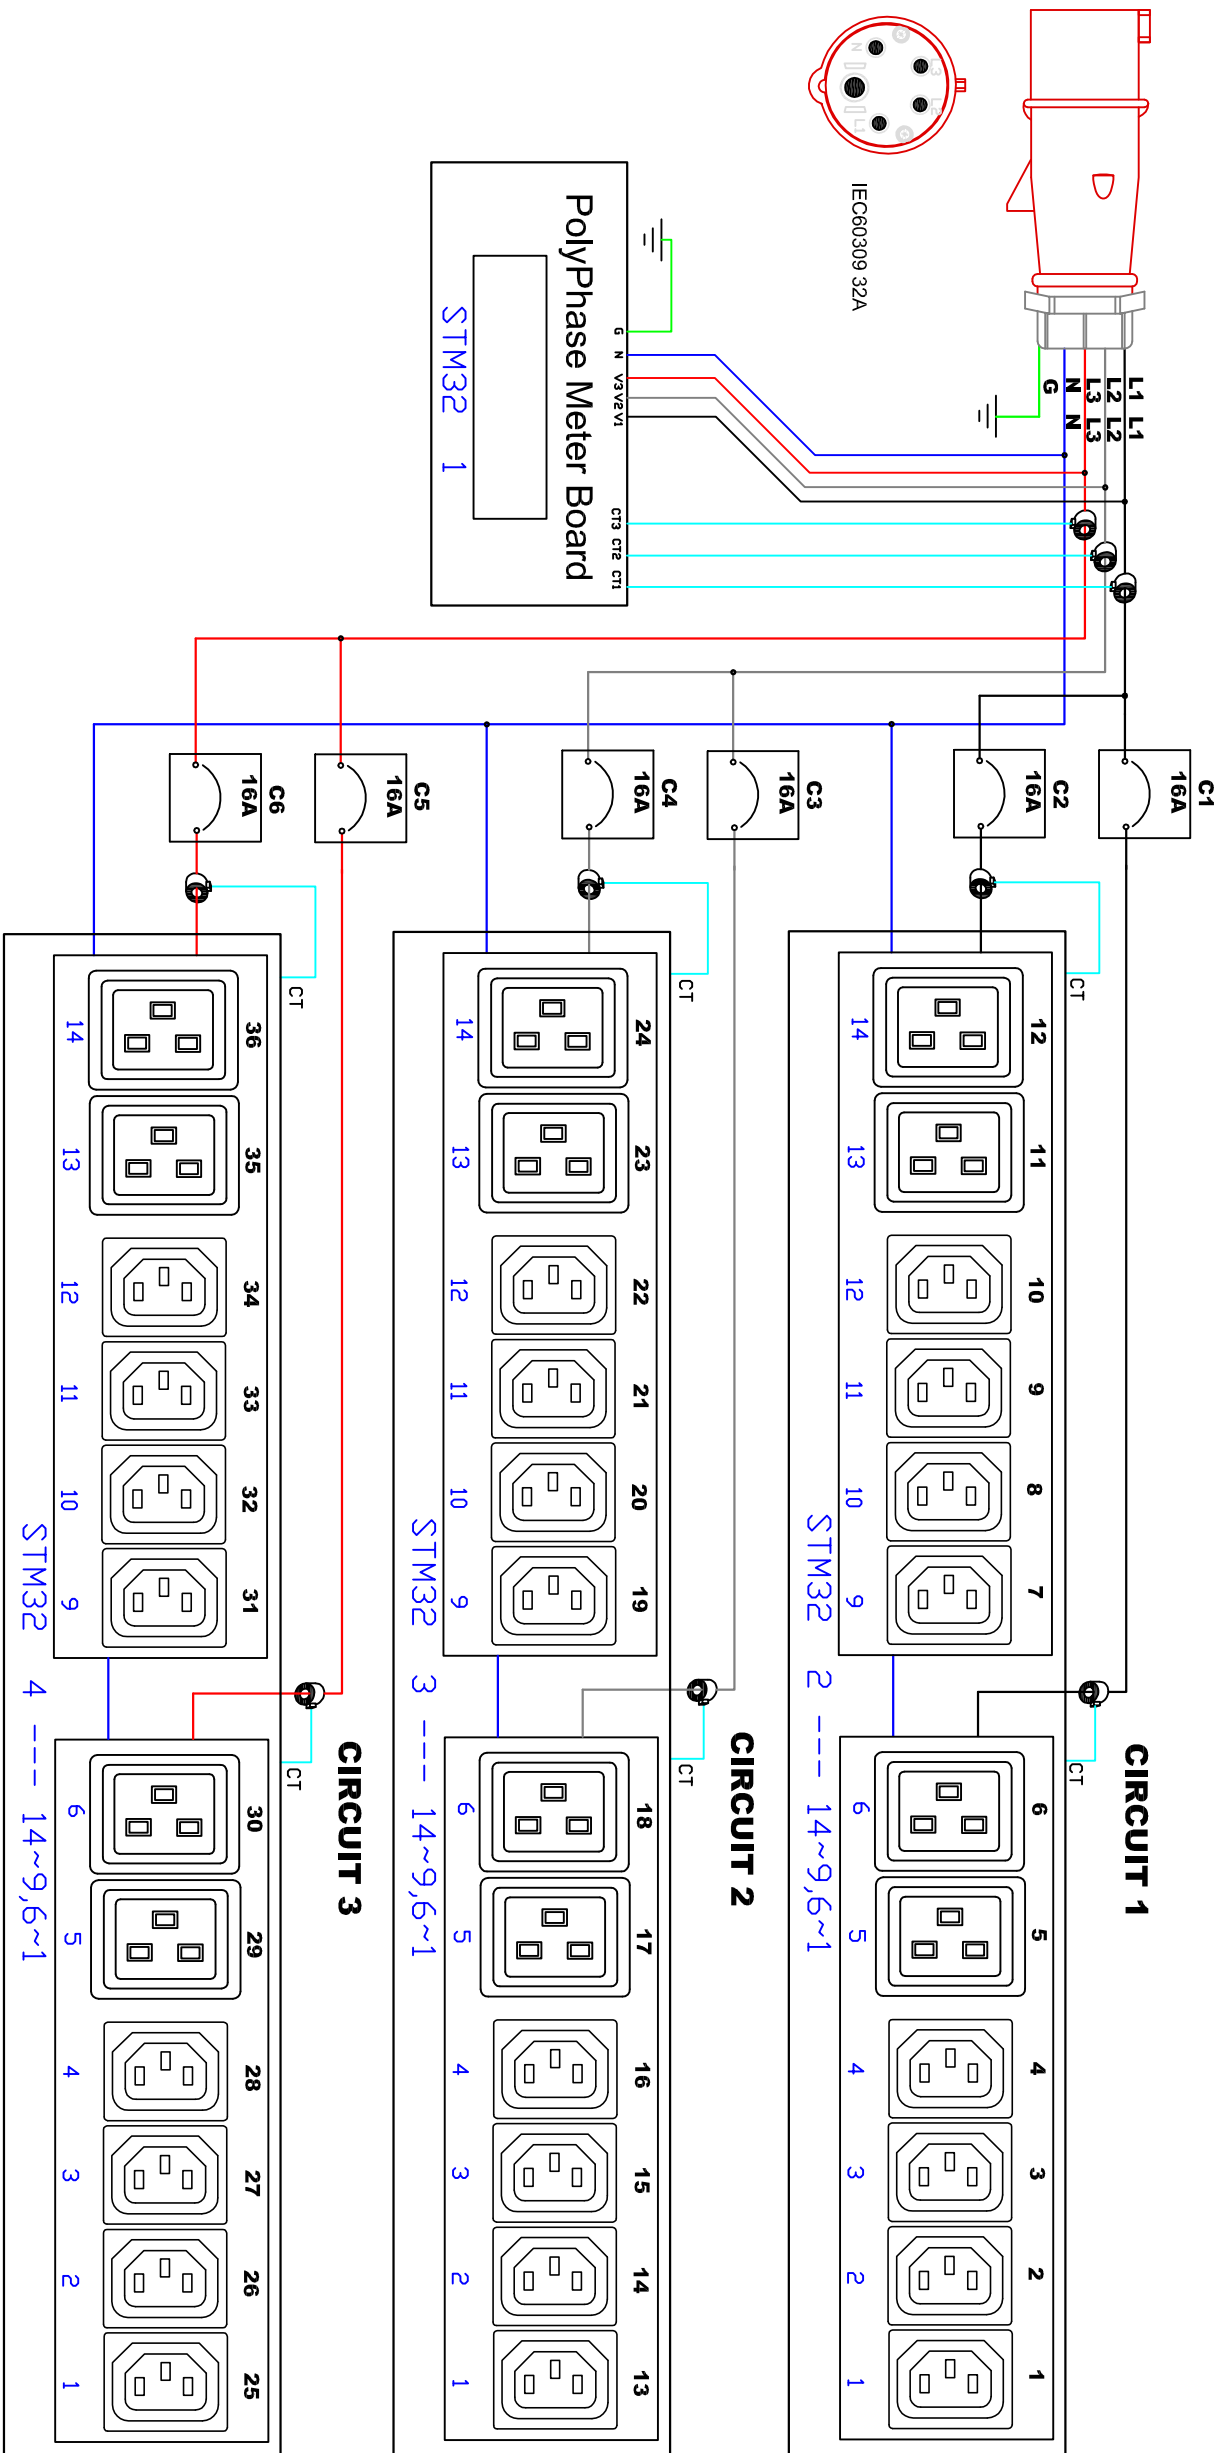 IEC60309 32A
N
L3
L2
L1
L1 L1
L2 L2
L3 L3
N N
G
PolyPhase Meter Board
STM32 1
G N V3 V2 V1 CT3 CT2 CT1
C1
16A
C2
16A
C3
16A
C4
16A
C5
16A
C6
16A
CIRCUIT 1
CT CT
12 11 10 9 8 7 6 5 4 3 2 1
14 13 12 11 10 9 6 5 4 3 2 1
STM32 2 --- 14~9,6~1
CIRCUIT 2
CT CT
24 23 22 21 20 19 18 17 16 15 14 13
14 13 12 11 10 9 6 5 4 3 2 1
STM32 3 --- 14~9,6~1
CIRCUIT 3
CT CT
36 35 34 33 32 31 30 29 28 27 26 25
14 13 12 11 10 9 6 5 4 3 2 1
STM32 4 --- 14~9,6~1